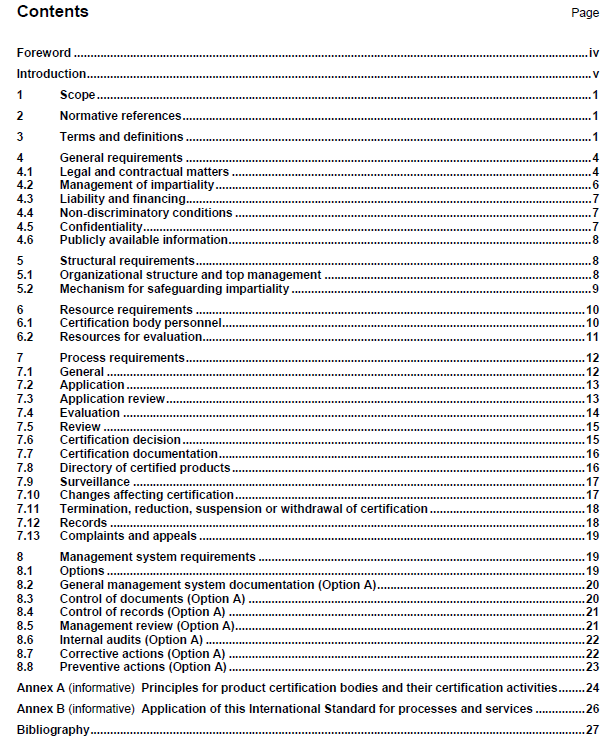 Contents Page
Foreword iv
Introduction v
1 Scope 1
2 Normative references 1
3 Terms and definitions 1
4 General requirements 4
4.1 Legal and contractual matters 4
4.2 Management of impartiality 6
4.3 Liability and financing 7
4.4 Non-discriminatory conditions 7
4.5 Confidentiality 7
4.6 Publicly available information 8
5 Structural requirements 8
5.1 Organizational structure and top management 8
5.2 Mechanism for safeguarding impartiality 9
6 Resource requirements 10
6.1 Certification body personnel 10
6.2 Resources for evaluation 11
7 Process requirements 12
7.1 General 12
7.2 Application 13
7.3 Application review 13
7.4 Evaluation 14
7.5 Review 15
7.6 Certification decision 15
7.7 Certification documentation 16
7.8 Directory of certified products 16
7.9 Surveillance 17
7.10 Changes affecting certification 17
7.11 Termination, reduction, suspension or withdrawal of certification 18
7.12 Records 18
7.13 Complaints and appeals 19
8 Management system requirements 19
8.1 Options 19
8.2 General management system documentation (Option A) 20
8.3 Control of documents (Option A) 20
8.4 Control of records (Option A) 21
8.5 Management review (Option A) 21
8.6 Internal audits (Option A) 22
8.7 Corrective actions (Option A) 22
8.8 Preventive actions (Option A) 23
Annex A (informative) Principles for product certification bodies and their certification activities 24
Annex B (informative) Application of this International Standard for processes and services 26
Bibliography 27